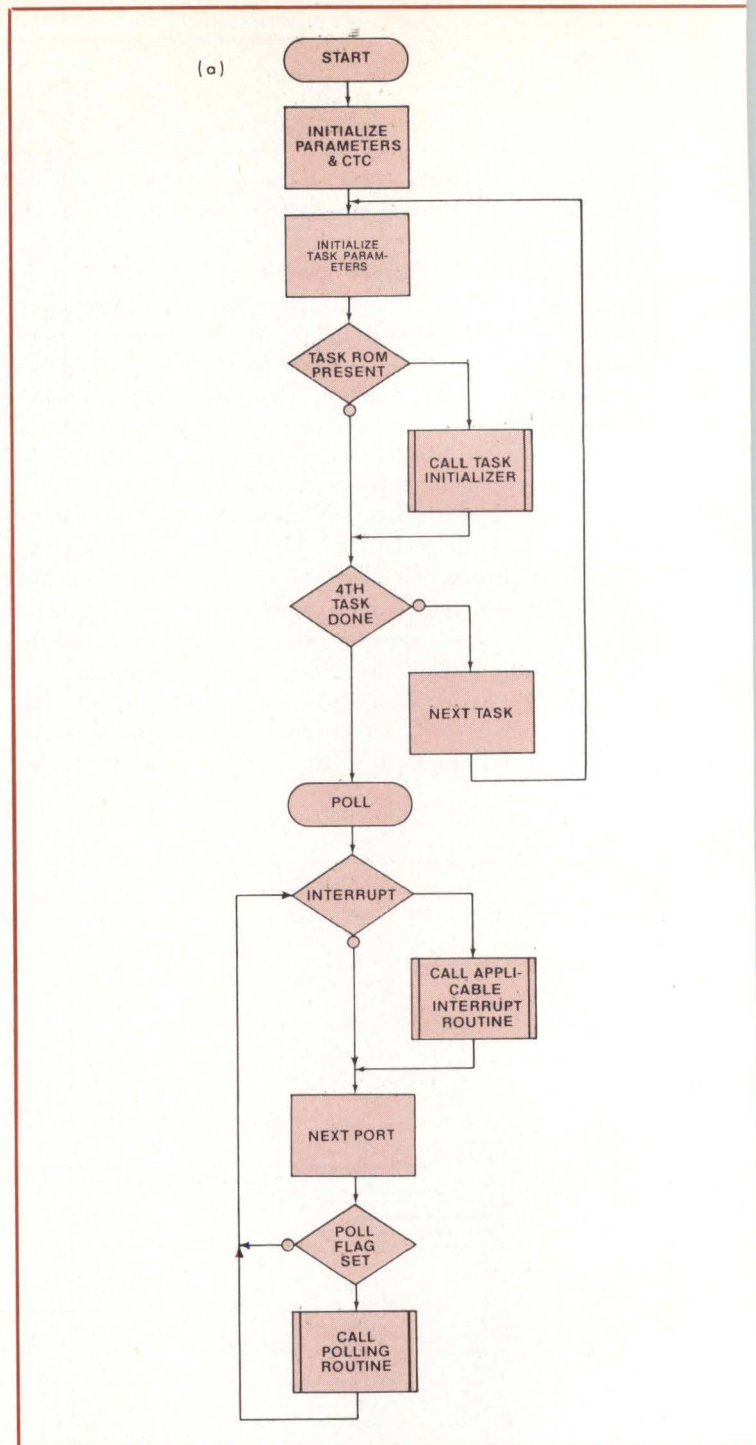 (a)
START
INITIALIZE
PARAMETERS
& CTC
INITIALIZE
TASK PARAM-
ETERS
TASK ROM
PRESENT
CALL TASK
INITIALIZER
4TH
TASK
DONE
NEXT TASK
POLL
INTERRUPT
CALL APPLI-
CABLE
INTERRUPT
ROUTINE
NEXT PORT
POLL
FLAG
SET
CALL
POLLING
ROUTINE